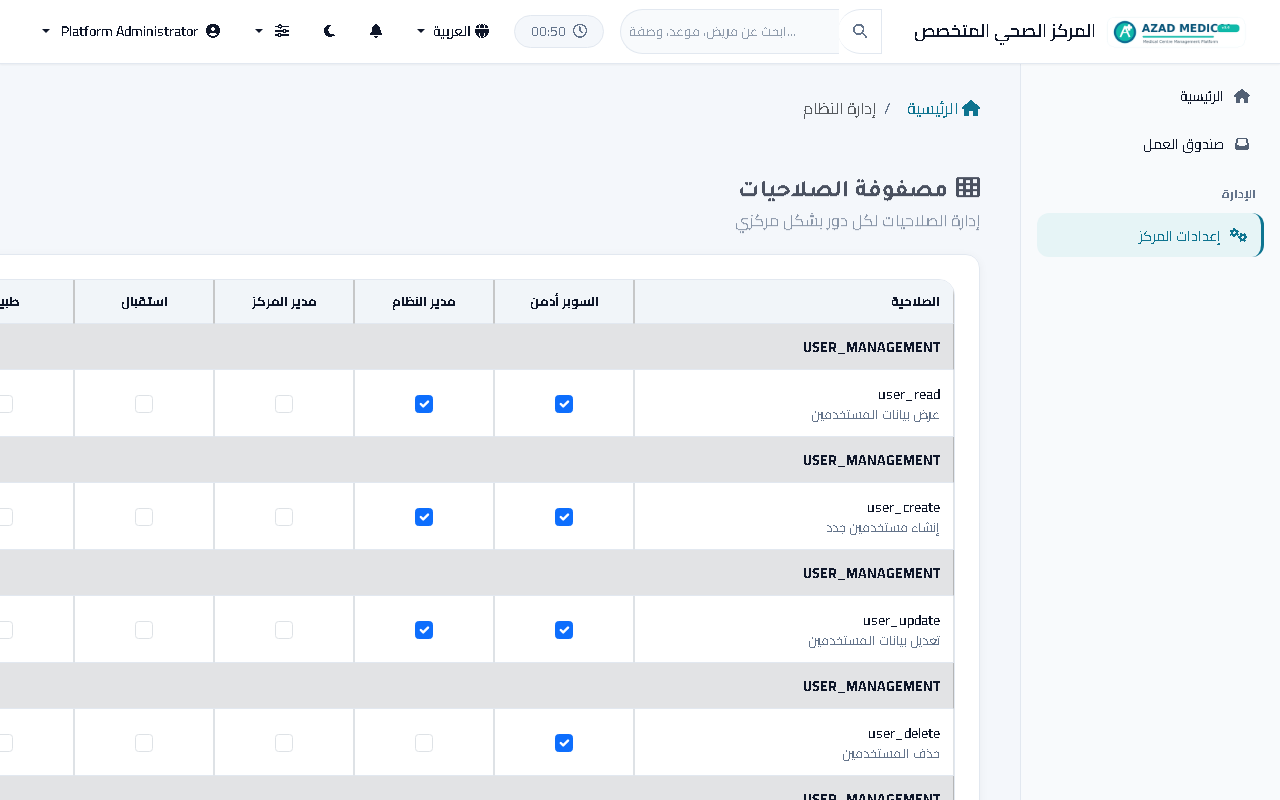 AZAD MEDIC
Medical Centre Management Platform
المركز الصحي المتخصص
ابحث عن مريض، موعد، وصفة...
00:50
العربية
Platform Administrator
الرئيسية
صندوق العمل
الإدارة
إعدادات المركز
الرئيسية / إدارة النظام
مصفوفة الصلاحيات
إدارة الصلاحيات لكل دور بشكل مركزي
الصلاحية السوبر أدمن مدير النظام مدير المركز استقبال
USER_MANAGEMENT
user_read
عرض بيانات المستخدمين
USER_MANAGEMENT
user_create
إنشاء مستخدمين جدد
USER_MANAGEMENT
user_update
تعديل بيانات المستخدمين
USER_MANAGEMENT
user_delete
حذف المستخدمين
USER_MANAGEMENT